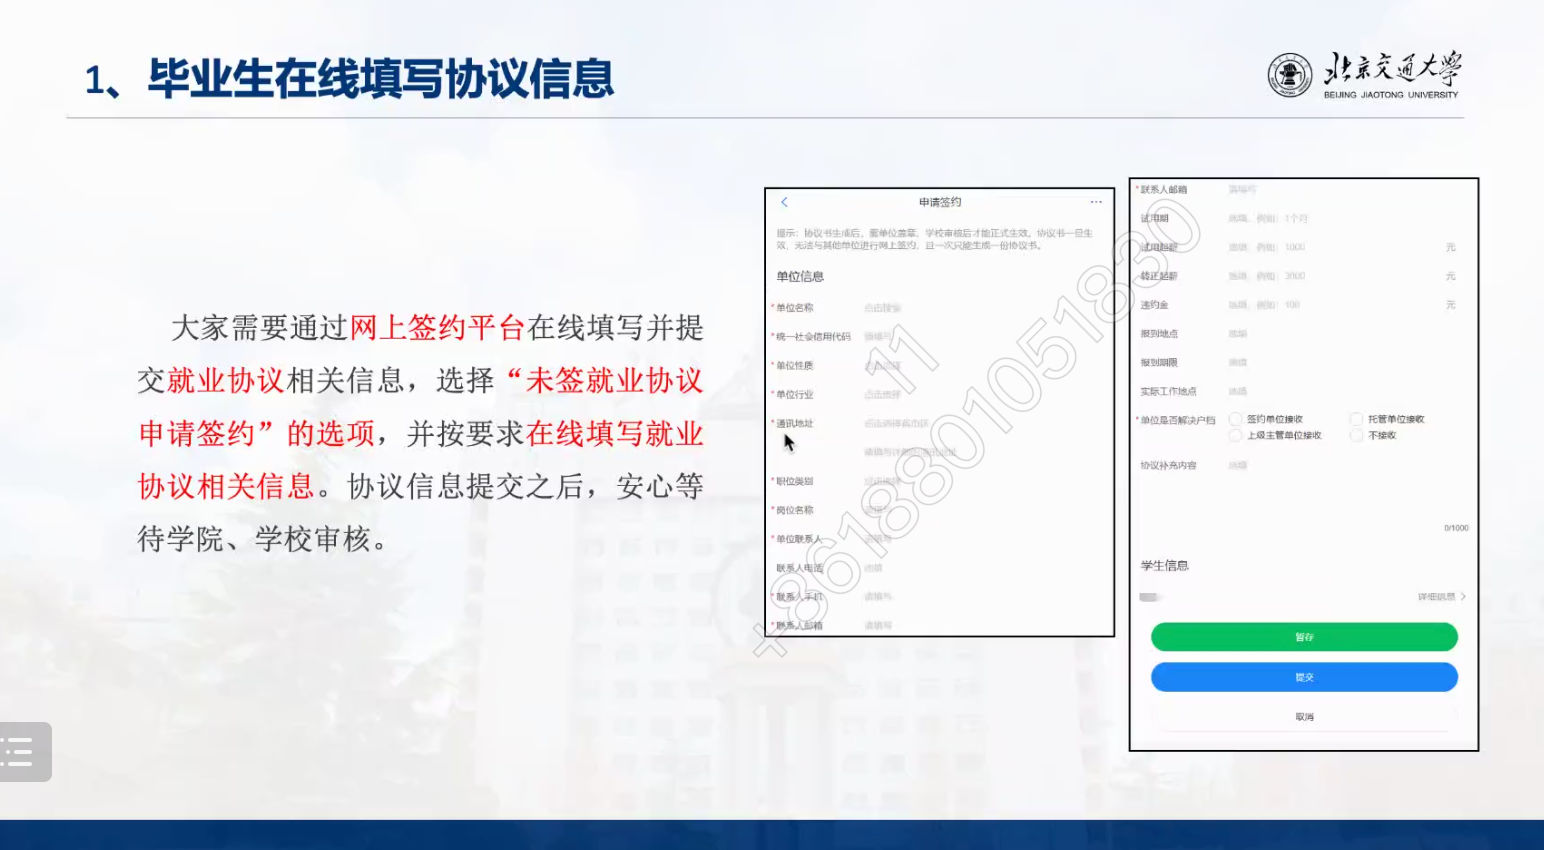 1、毕业生在线填写协议信息
北京交通大学
BEIJING JIAOTONG UNIVERSITY
大家需要通过网上签约平台在线填写并提
交就业协议相关信息，选择“未签就业协议
申请签约”的选项，并按要求在线填写就业
协议相关信息。协议信息提交之后，安心等
待学院、学校审核。
申请签约
提示：协议书生成后，需单位盖章、学校审核后才能正式生效。协议书一旦生
效，无法与其他单位进行网上签约，且一次只能生成一份协议书。
单位信息
*单位名称 点击搜索
*统一社会信用代码 请填写
*单位性质 点击选择
*单位行业 点击选择
*通讯地址 点击选择省市区
*职位类别 点击选择
*岗位名称 请填写
*单位联系人 请填写
联系人电话 选填
*联系人手机 请填写
*联系人邮箱 请填写
*联系人邮箱 请填写
试用期 选填，例如：1个月
试用起薪 选填，例如：1000 元
转正起薪 选填，例如：3000 元
违约金 选填，例如：100 元
报到地点 选填
报到期限 选填
实际工作地点 选填
*单位是否解决户档 签约单位接收 托管单位接收
上级主管单位接收 不接收
协议补充内容 选填
0/1000
学生信息
详细信息
暂存
提交
取消
11
+8618801051830